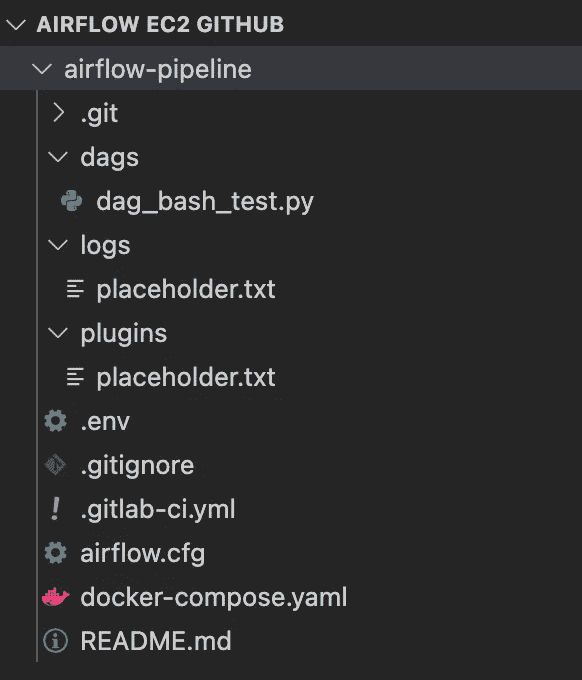 AIRFLOW EC2 GITHUB
airflow-pipeline
.git
dags
dag_bash_test.py
logs
placeholder.txt
plugins
placeholder.txt
.env
.gitignore
.gitlab-ci.yml
airflow.cfg
docker-compose.yaml
README.md